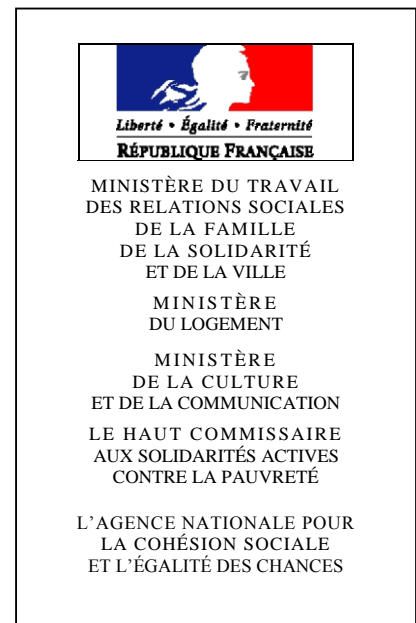 Liberté • Égalité • Fraternité
RÉPUBLIQUE FRANÇAISE
MINISTÈRE DU TRAVAIL
DES RELATIONS SOCIALES
DE LA FAMILLE
DE LA SOLIDARITÉ
ET DE LA VILLE
MINISTÈRE
DU LOGEMENT
MINISTÈRE
DE LA CULTURE
ET DE LA COMMUNICATION
LE HAUT COMMISSAIRE
AUX SOLIDARITÉS ACTIVES
CONTRE LA PAUVRETÉ
L'AGENCE NATIONALE POUR
LA COHÉSION SOCIALE
ET L'ÉGALITÉ DES CHANCES